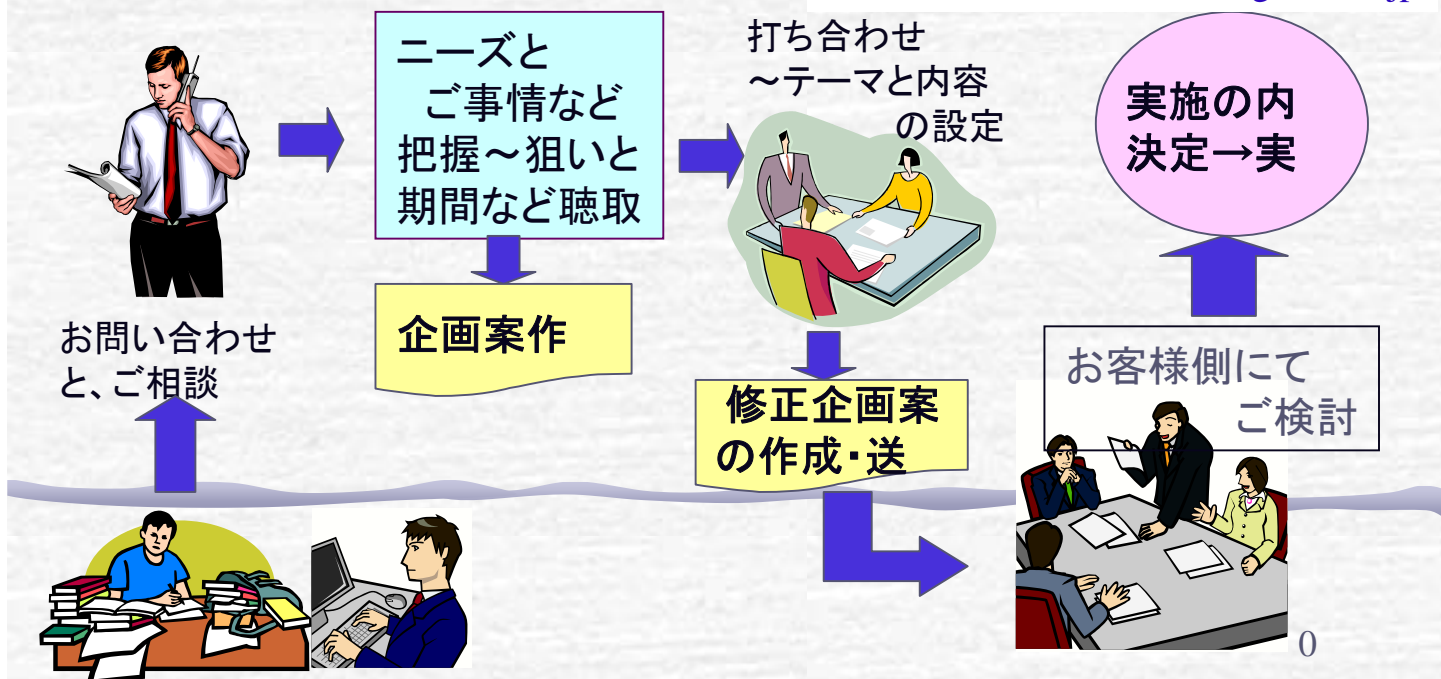 お問い合わせ
と、ご相談
ニーズと
ご事情など
把握～狙いと
期間など聴取
企画案作
打ち合わせ
～テーマと内容
の設定
修正企画案
の作成・送
お客様側にて
ご検討
実施の内
決定→実
0